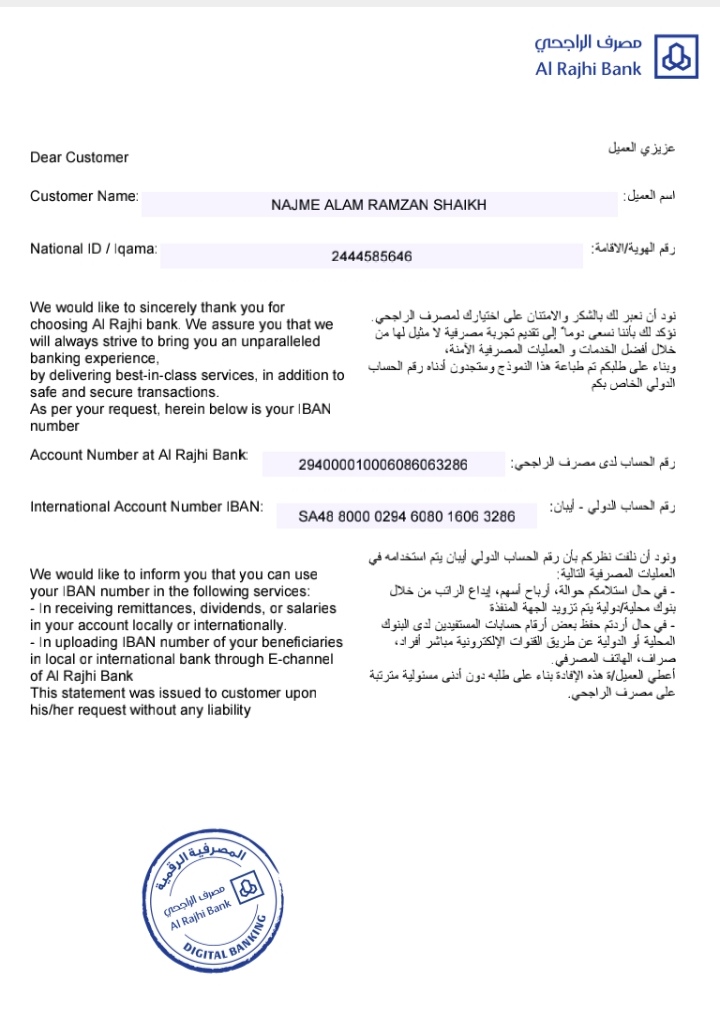 مصرف الراجحي
Al Rajhi Bank
Dear Customer
عزيزي العميل
Customer Name:
NAJME ALAM RAMZAN SHAIKH
اسم العميل:
National ID / Iqama:
2444585646
رقم الهوية/الاقامة:
We would like to sincerely thank you for
choosing Al Rajhi bank. We assure you that we
will always strive to bring you an unparalleled
banking experience,
by delivering best-in-class services, in addition to
safe and secure transactions.
As per your request, herein below is your IBAN
number
نود أن نعبر لك بالشكر والامتنان على اختيارك لمصرف الراجحي.
نؤكد لك بأننا نسعى دوماً إلى تقديم تجربة مصرفية لا مثيل لها من
خلال أفضل الخدمات و العمليات المصرفية الآمنة،
وبناء على طلبكم تم طباعة هذا النموذج وستجدون أدناه رقم الحساب
الدولي الخاص بكم
Account Number at Al Rajhi Bank:
294000010006086063286
رقم الحساب لدى مصرف الراجحي:
International Account Number IBAN:
SA48 8000 0294 6080 1606 3286
رقم الحساب الدولي - أيبان:
We would like to inform you that you can use
your IBAN number in the following services:
- In receiving remittances, dividends, or salaries
in your account locally or internationally.
- In uploading IBAN number of your beneficiaries
in local or international bank through E-channel
of Al Rajhi Bank
This statement was issued to customer upon
his/her request without any liability
ونود أن نلفت نظركم بأن رقم الحساب الدولي أيبان يتم استخدامه في
العمليات المصرفية التالية:
- في حال استلامكم حوالة، أرباح أسهم، إيداع الراتب من خلال
بنوك محلية/دولية يتم تزويد الجهة المنفذة
- في حال أردتم حفظ بعض أرقام حسابات المستفيدين لدى البنوك
المحلية أو الدولية عن طريق القنوات الإلكترونية مباشر أفراد،
صراف، الهاتف المصرفي.
أعطي العميل/ة هذه الإفادة بناء على طلبه دون أدنى مسئولية مترتبة
على مصرف الراجحي.
المصرفية الرقمية
مصرف الراجحي
Al Rajhi Bank
DIGITAL BANKING